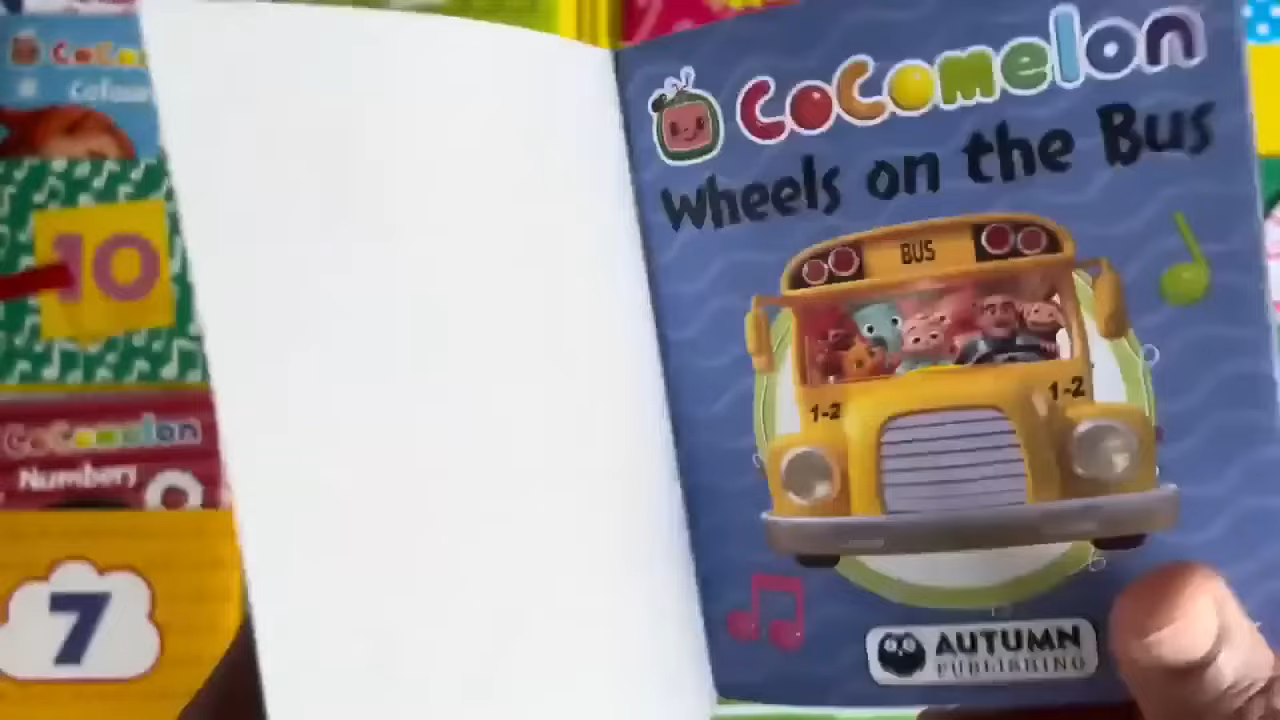 CoComelon
Wheels on the Bus
BUS
1-2
1-2
AUTUMN
PUBLISHING
10
CoComelon
Numbers
7